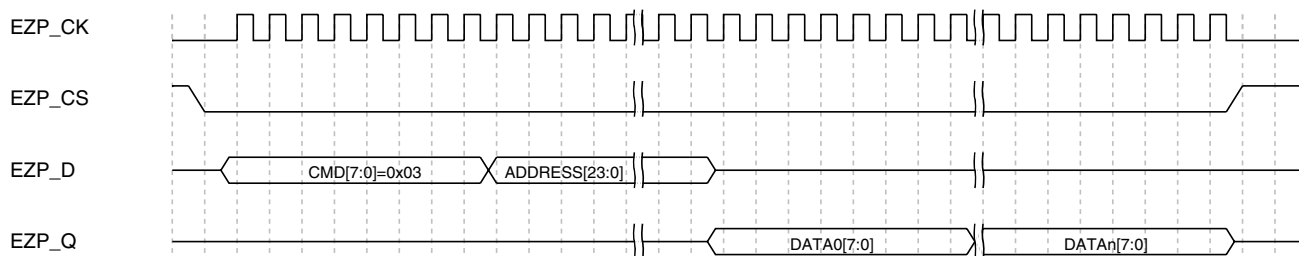 EZP_CK
EZP_CS
EZP_D
CMD[7:0]=0x03
ADDRESS[23:0]
EZP_Q
DATA0[7:0]
DATAn[7:0]